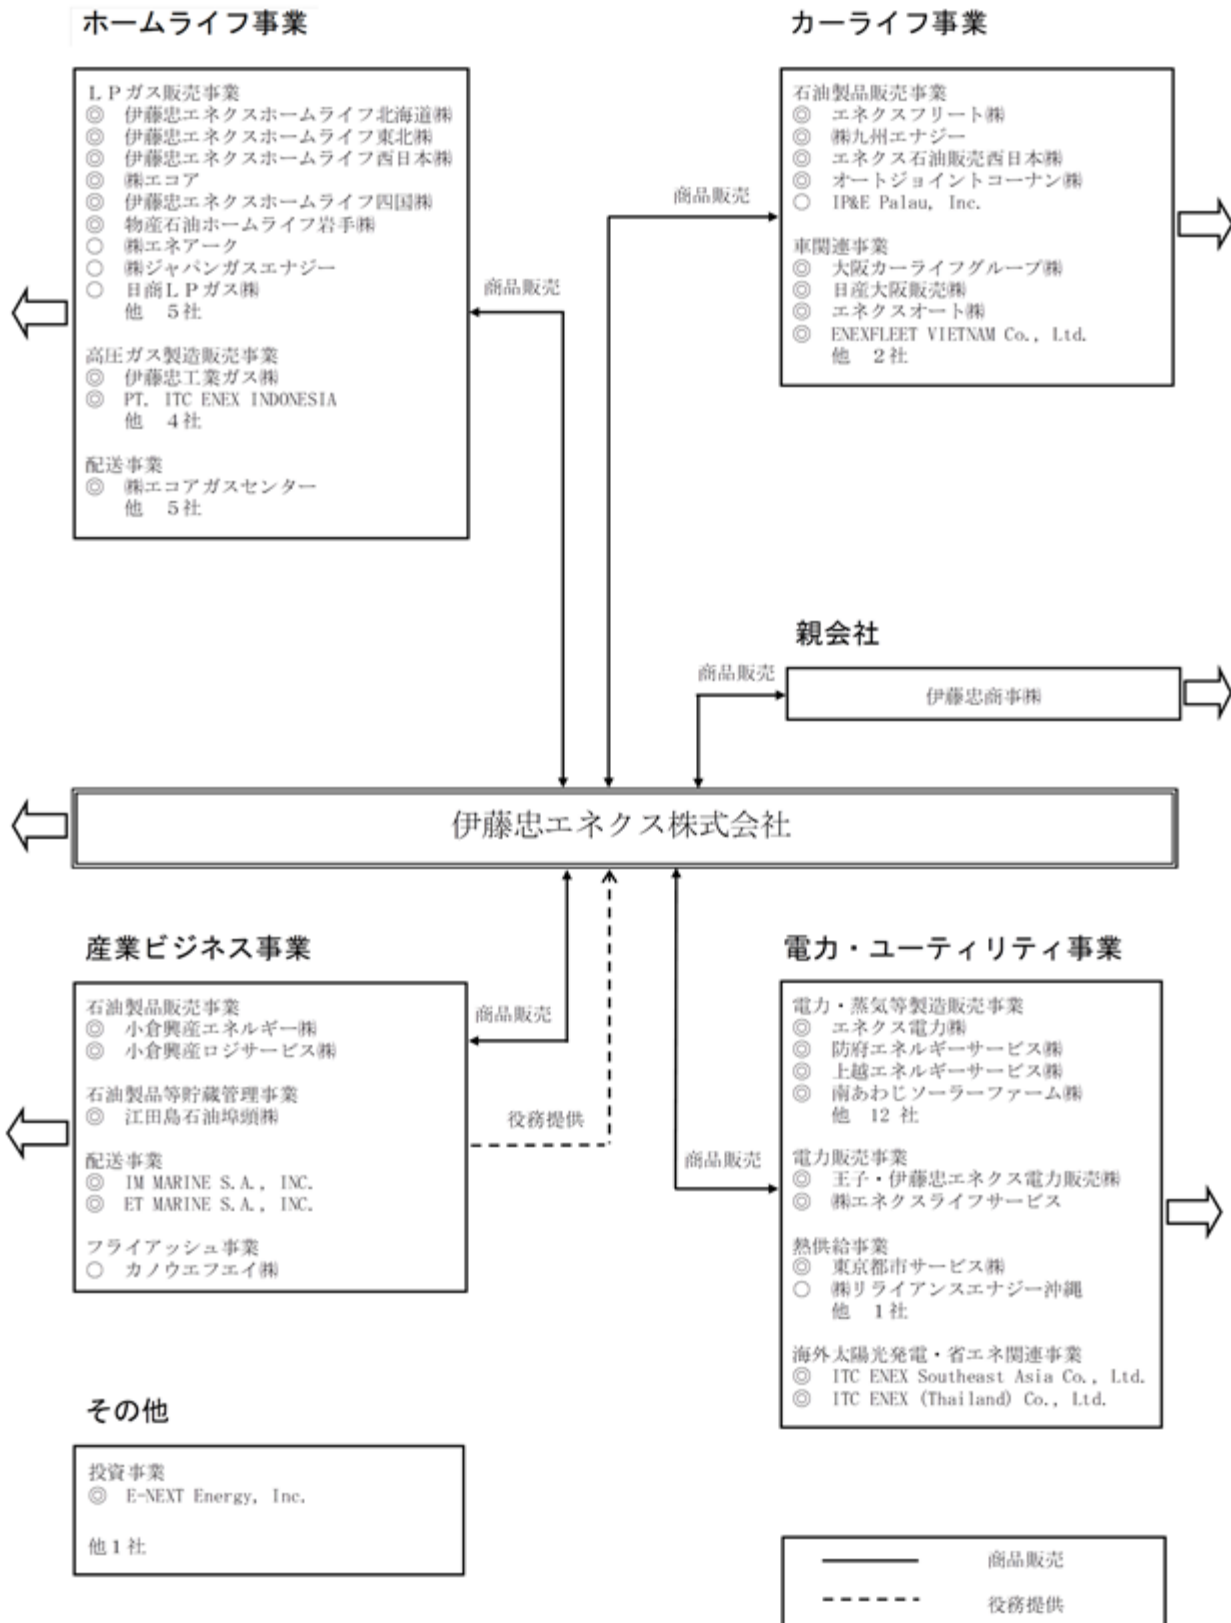 ホームライフ事業
LPガス販売事業
◎ 伊藤忠エネクスホームライフ北海道㈱
◎ 伊藤忠エネクスホームライフ東北㈱
◎ 伊藤忠エネクスホームライフ西日本㈱
◎ ㈱エコア
◎ 伊藤忠エネクスホームライフ四国㈱
◎ 物産石油ホームライフ岩手㈱
○ ㈱エネアーク
○ ㈱ジャパンガスエナジー
○ 日商LPガス㈱
他 5社
高圧ガス製造販売事業
◎ 伊藤忠工業ガス㈱
◎ PT. ITC ENEX INDONESIA
他 4社
配送事業
◎ ㈱エコアガスセンター
他 5社
商品販売
カーライフ事業
石油製品販売事業
◎ エネクスフリート㈱
◎ ㈱九州エナジー
◎ エネクス石油販売西日本㈱
◎ オートジョイントコーナン㈱
○ IP&E Palau, Inc.
車関連事業
◎ 大阪カーライフグループ㈱
◎ 日産大阪販売㈱
◎ エネクスオート㈱
◎ ENEXFLEET VIETNAM Co., Ltd.
他 2社
商品販売
親会社
商品販売
伊藤忠商事㈱
伊藤忠エネクス株式会社
産業ビジネス事業
石油製品販売事業
◎ 小倉興産エネルギー㈱
◎ 小倉興産ロジサービス㈱
石油製品等貯蔵管理事業
◎ 江田島石油埠頭㈱
配送事業
◎ IM MARINE S.A., INC.
◎ ET MARINE S.A., INC.
フライアッシュ事業
○ カノウエフエイ㈱
商品販売
役務提供
電力・ユーティリティ事業
電力・蒸気等製造販売事業
◎ エネクス電力㈱
◎ 防府エネルギーサービス㈱
◎ 上越エネルギーサービス㈱
◎ 南あわじソーラーファーム㈱
他 12 社
電力販売事業
◎ 王子・伊藤忠エネクス電力販売㈱
◎ ㈱エネクスライフサービス
熱供給事業
◎ 東京都市サービス㈱
○ ㈱リライアンスエナジー沖縄
他 1社
海外太陽光発電・省エネ関連事業
◎ ITC ENEX Southeast Asia Co., Ltd.
◎ ITC ENEX (Thailand) Co., Ltd.
商品販売
その他
投資事業
◎ E-NEXT Energy, Inc.
他1社
商品販売
役務提供